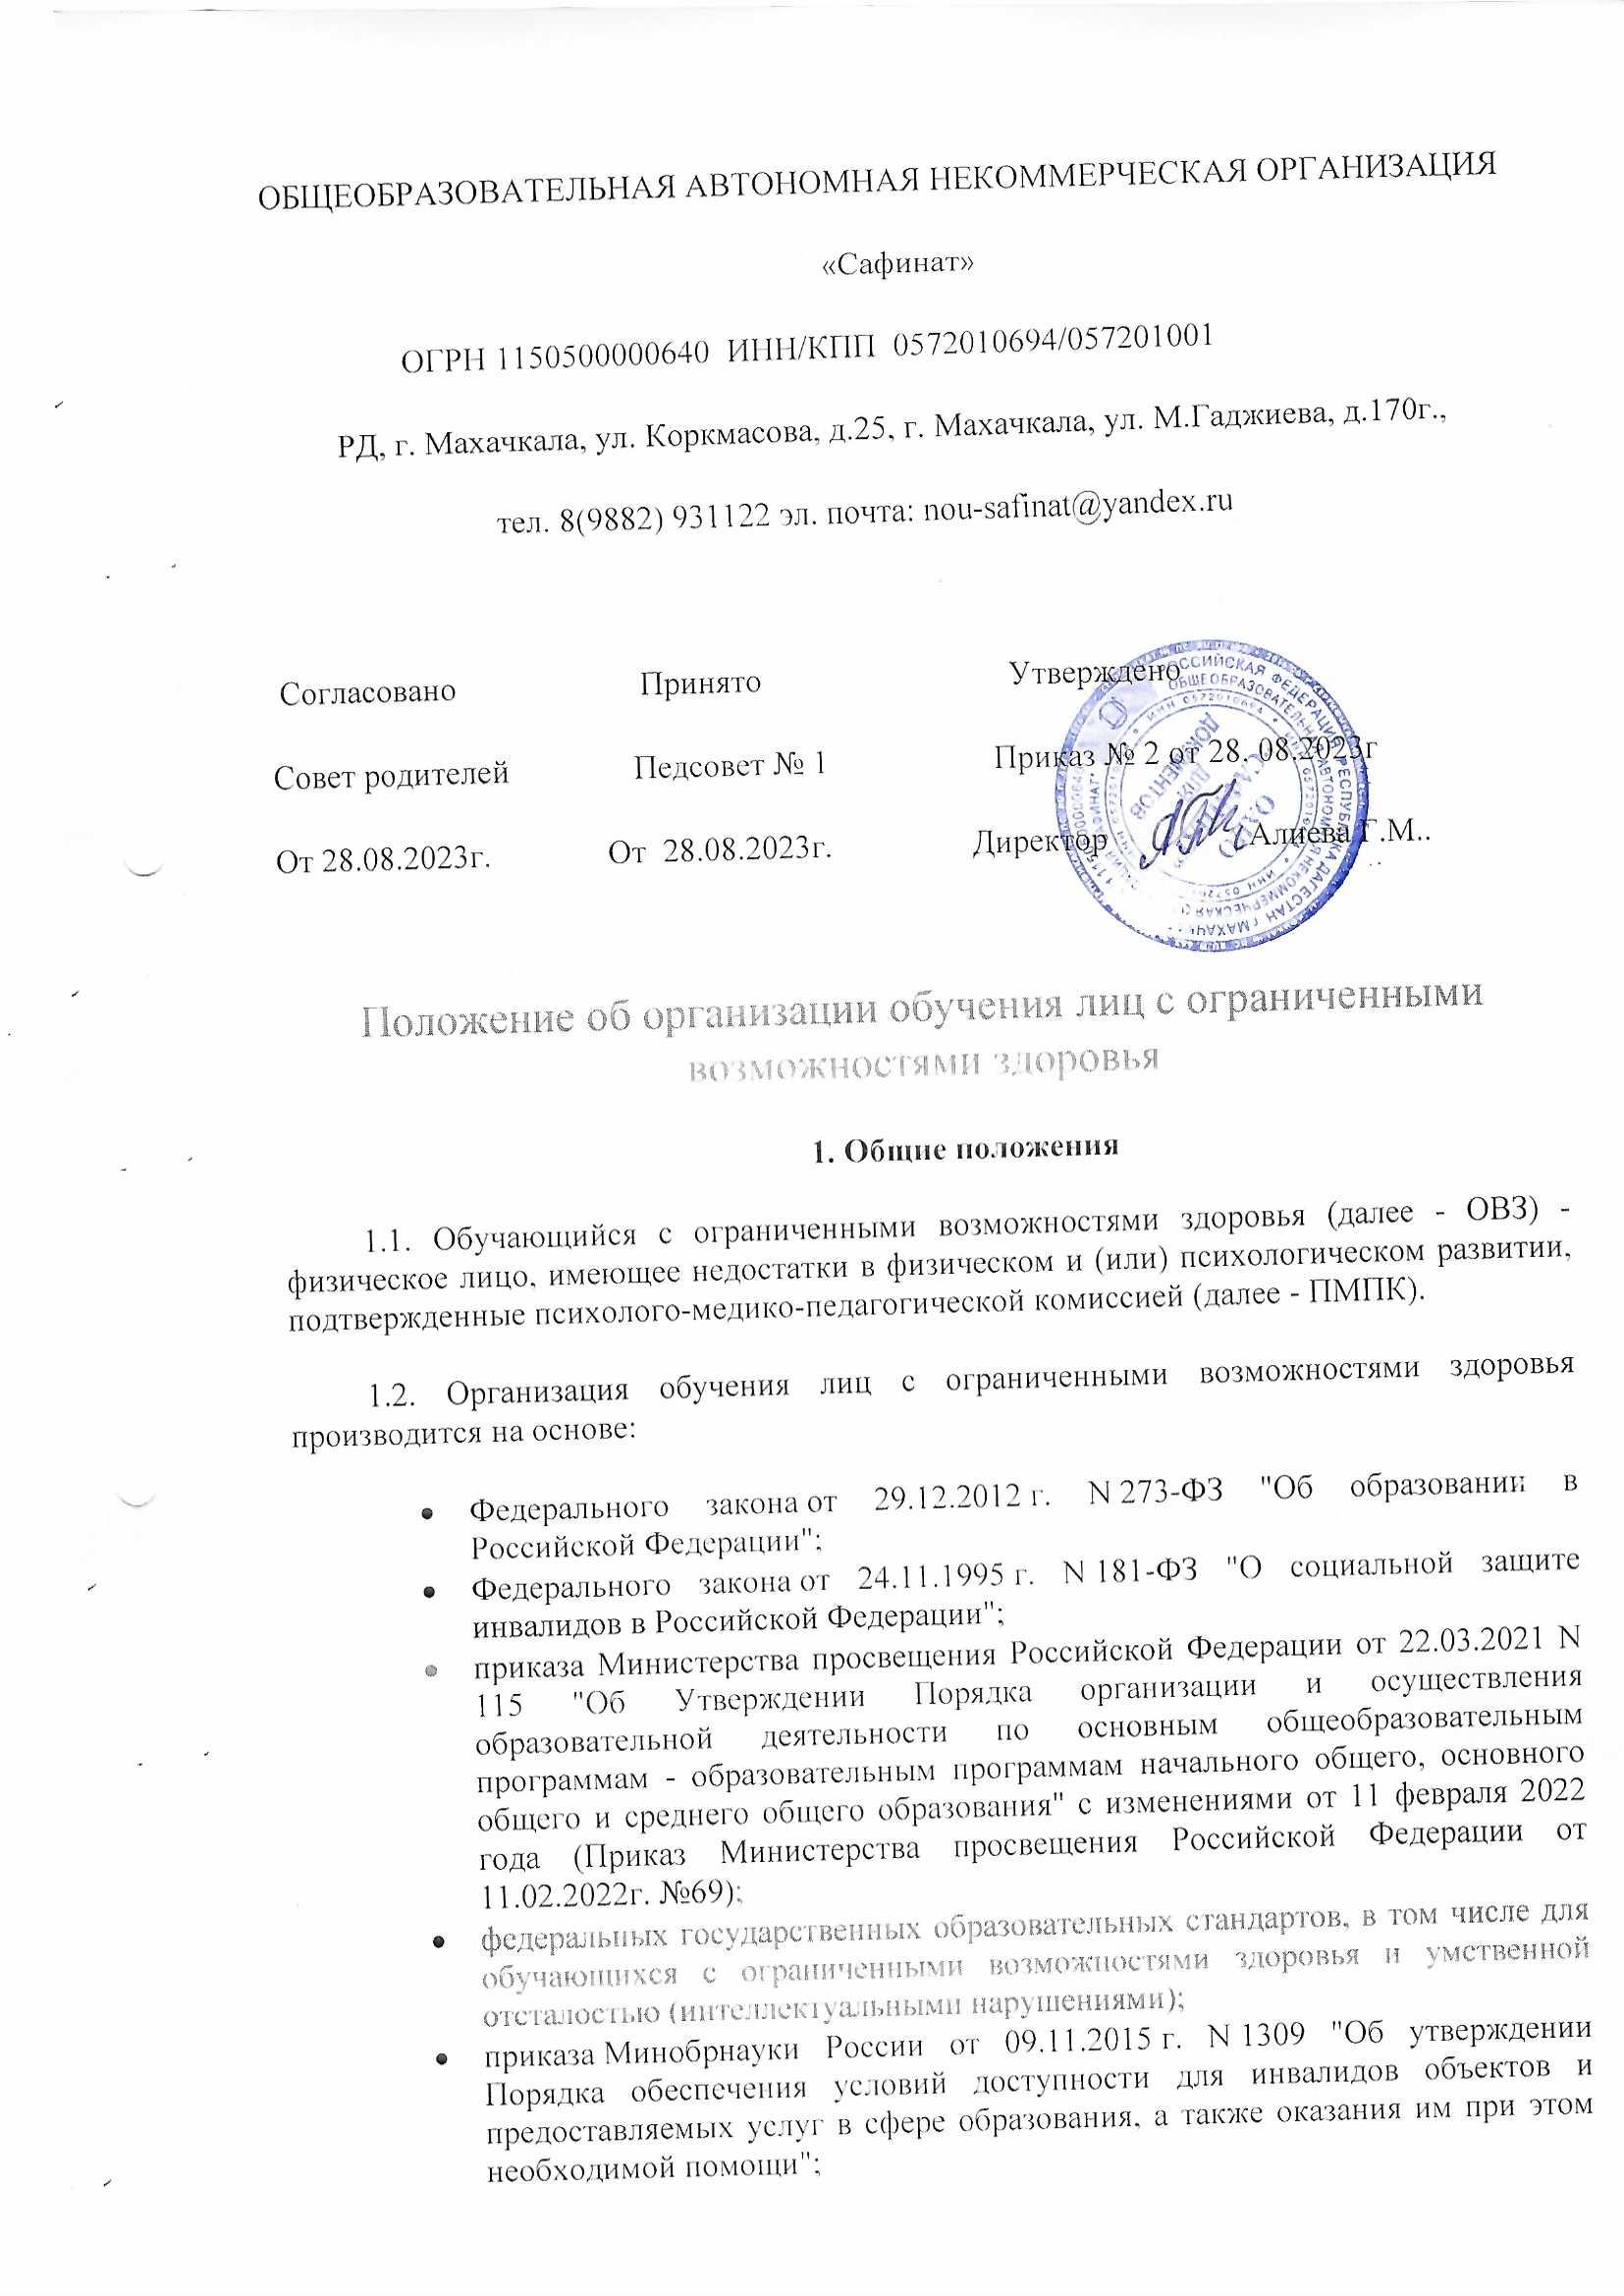 ОБЩЕОБРАЗОВАТЕЛЬНАЯ АВТОНОМНАЯ НЕКОММЕРЧЕСКАЯ ОРГАНИЗАЦИЯ
«Сафинат»
ОГРН 1150500000640 ИНН/КПП 0572010694/057201001
РД, г. Махачкала, ул. Коркмасова, д.25, г. Махачкала, ул. М.Гаджиева, д.170г.,
тел. 8(9882) 931122 эл. почта: nou-safinat@yandex.ru
Согласовано Принято Утверждено
Совет родителей Педсовет № 1 Приказ № 2 от 28. 08.2023г
От 28.08.2023г. От 28.08.2023г. Директор Алиева Г.М..
РОССИЙСКАЯ ФЕДЕРАЦИЯ РЕСПУБЛИКА ДАГЕСТАН
ДОКУМЕНТОВ
Положение об организации обучения лиц с ограниченными
возможностями здоровья
1. Общие положения
1.1. Обучающийся с ограниченными возможностями здоровья (далее - ОВЗ) -
физическое лицо, имеющее недостатки в физическом и (или) психологическом развитии,
подтвержденные психолого-медико-педагогической комиссией (далее - ПМПК).
1.2. Организация обучения лиц с ограниченными возможностями здоровья
производится на основе:
• Федерального закона от 29.12.2012 г. N 273-ФЗ "Об образовании в
Российской Федерации";
• Федерального закона от 24.11.1995 г. N 181-ФЗ "О социальной защите
инвалидов в Российской Федерации";
• приказа Министерства просвещения Российской Федерации от 22.03.2021 N
115 "Об Утверждении Порядка организации и осуществления
образовательной деятельности по основным общеобразовательным
программам - образовательным программам начального общего, основного
общего и среднего общего образования" с изменениями от 11 февраля 2022
года (Приказ Министерства просвещения Российской Федерации от
11.02.2022г. №69);
• федеральных государственных образовательных стандартов, в том числе для
обучающихся с ограниченными возможностями здоровья и умственной
отсталостью (интеллектуальными нарушениями);
• приказа Минобрнауки России от 09.11.2015 г. N 1309 "Об утверждении
Порядка обеспечения условий доступности для инвалидов объектов и
предоставляемых услуг в сфере образования, а также оказания им при этом
необходимой помощи";